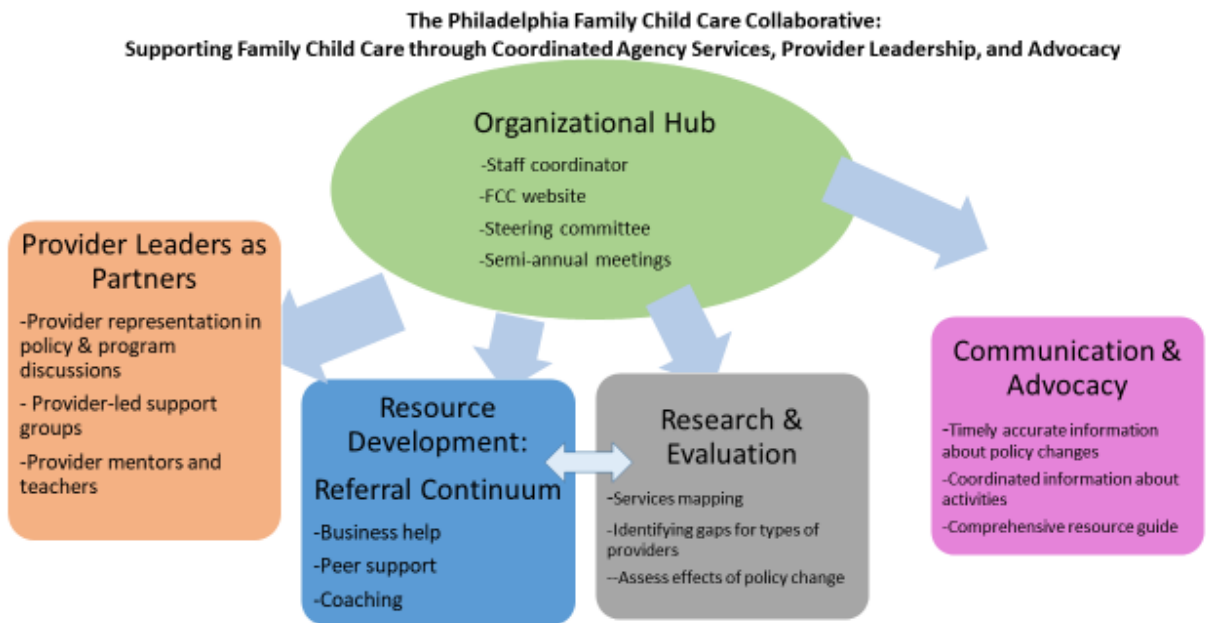 The Philadelphia Family Child Care Collaborative:
Supporting Family Child Care through Coordinated Agency Services, Provider Leadership, and Advocacy
Organizational Hub
-Staff coordinator
-FCC website
-Steering committee
-Semi-annual meetings
Provider Leaders as
Partners
-Provider representation in
policy & program
discussions
- Provider-led support
groups
-Provider mentors and
teachers
Resource
Development:
Referral Continuum
-Business help
-Peer support
-Coaching
Research &
Evaluation
-Services mapping
-Identifying gaps for types of
providers
--Assess effects of policy change
Communication &
Advocacy
-Timely accurate information
about policy changes
-Coordinated information about
activities
-Comprehensive resource guide